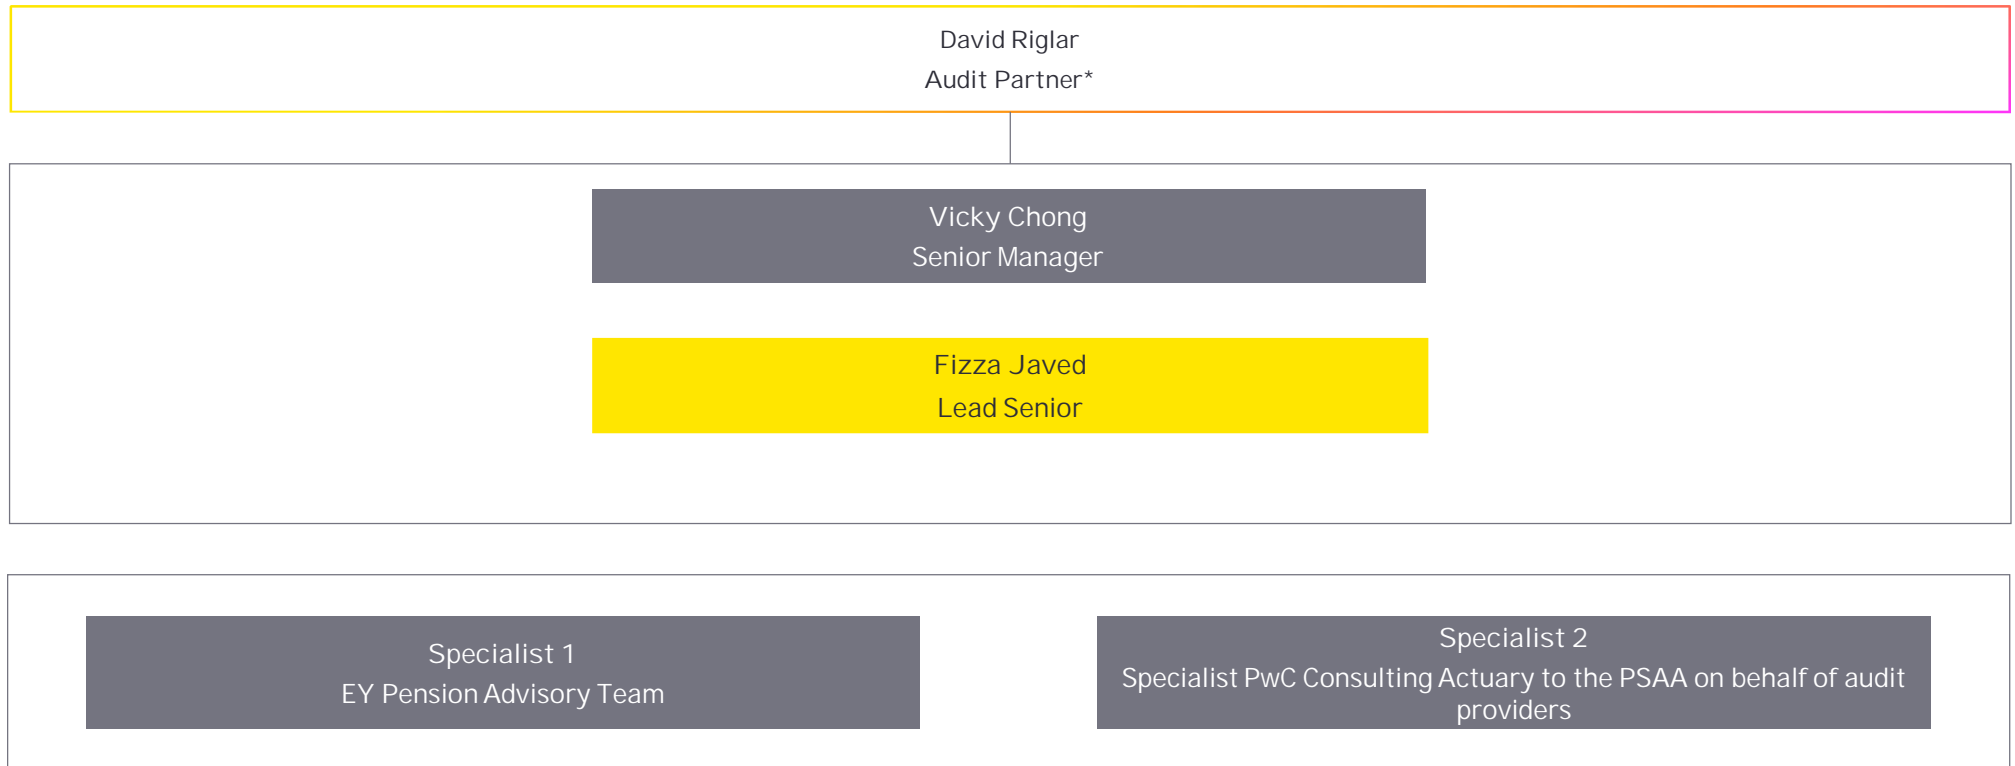 David Riglar
Audit Partner*
Vicky Chong
Senior Manager
Fizza Javed
Lead Senior
Specialist 1
EY Pension Advisory Team
Specialist 2
Specialist PwC Consulting Actuary to the PSAA on behalf of audit
providers